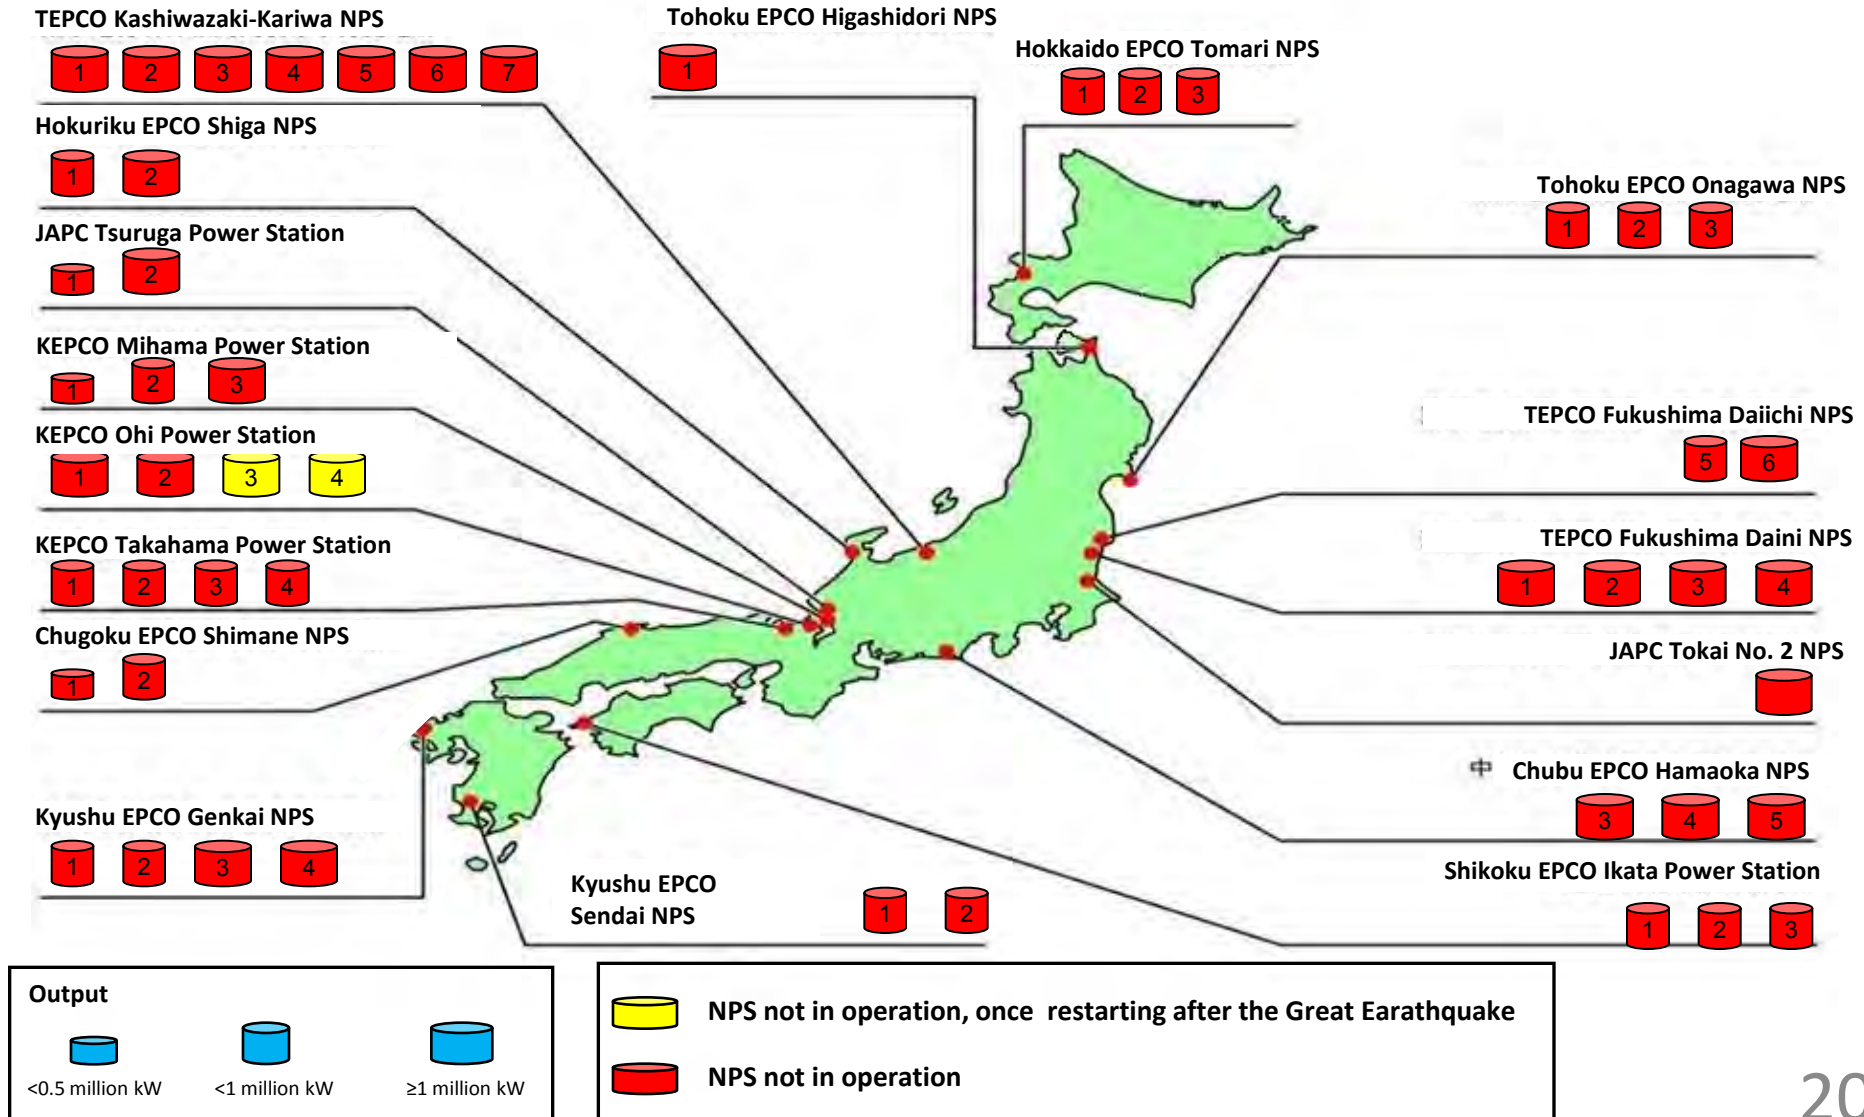 TEPCO Kashiwazaki-Kariwa NPS
1 2 3 4 5 6 7
Tohoku EPCO Higashidori NPS
1
Hokkaido EPCO Tomari NPS
1 2 3
Hokuriku EPCO Shiga NPS
1 2
Tohoku EPCO Onagawa NPS
1 2 3
JAPC Tsuruga Power Station
1 2
KEPCO Mihama Power Station
1 2 3
TEPCO Fukushima Daiichi NPS
5 6
KEPCO Ohi Power Station
1 2 3 4
TEPCO Fukushima Daini NPS
1 2 3 4
KEPCO Takahama Power Station
1 2 3 4
Chugoku EPCO Shimane NPS
1 2
JAPC Tokai No. 2 NPS
中 Chubu EPCO Hamaoka NPS
3 4 5
Kyushu EPCO Genkai NPS
1 2 3 4
Shikoku EPCO Ikata Power Station
1 2 3
Kyushu EPCO
Sendai NPS
1 2
Output
<0.5 million kW <1 million kW ≥1 million kW
NPS not in operation, once restarting after the Great Earathquake
NPS not in operation
20